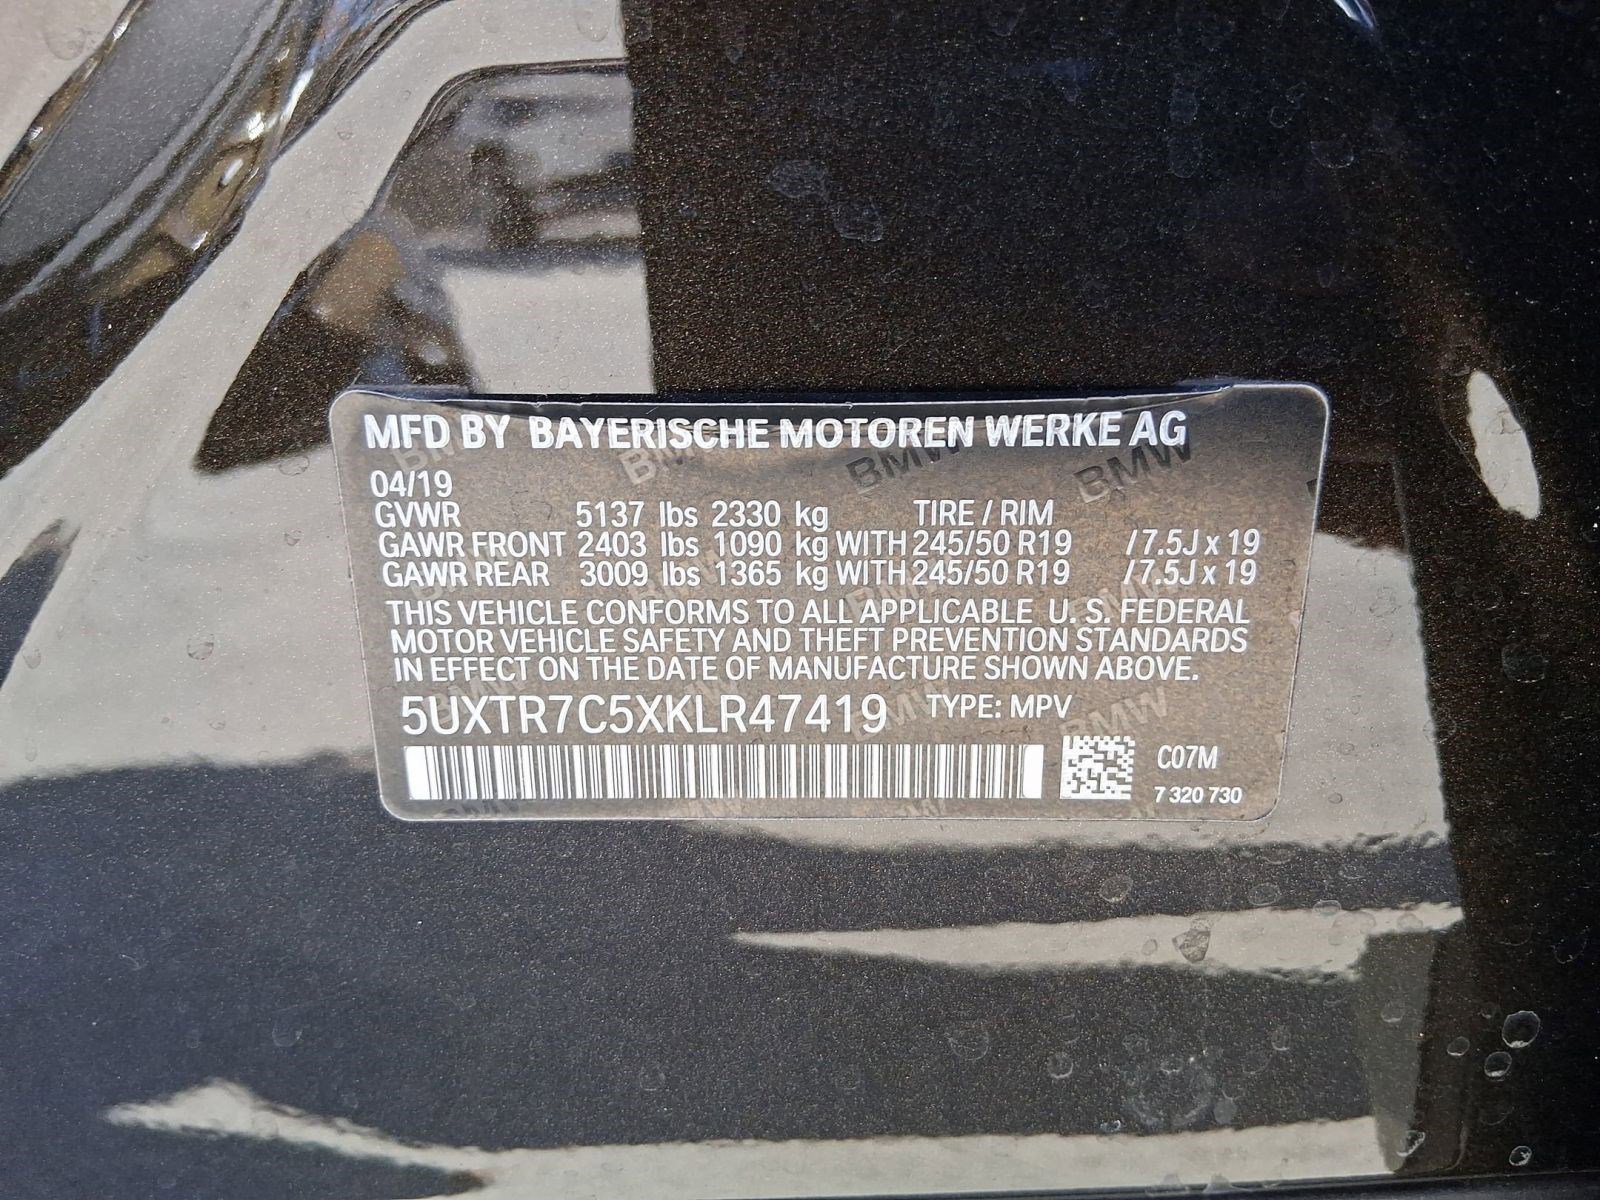 MFD BY BAYERISCHE MOTOREN WERKE AG
04/19
GVWR 5137 lbs 2330 kg TIRE / RIM
GAWR FRONT 2403 lbs 1090 kg WITH 245/50 R19 /7.5J x 19
GAWR REAR 3009 lbs 1365 kg WITH 245/50 R19 /7.5J x 19
THIS VEHICLE CONFORMS TO ALL APPLICABLE U. S. FEDERAL
MOTOR VEHICLE SAFETY AND THEFT PREVENTION STANDARDS
IN EFFECT ON THE DATE OF MANUFACTURE SHOWN ABOVE.
5UXTR7C5XKLR47419 TYPE: MPV
C07M
7 320 730